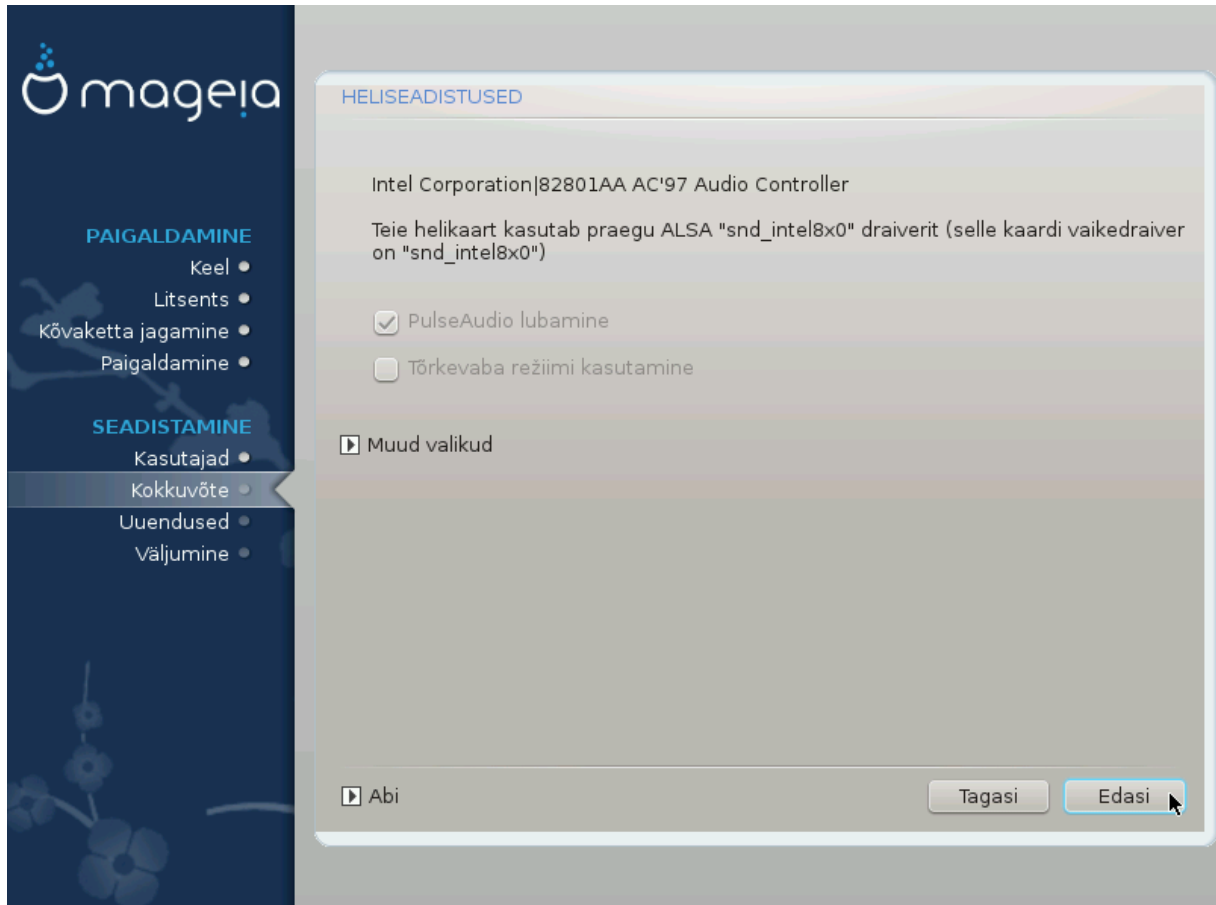 mageia
PAIGALDAMINE
Keel
Litsents
Kõvaketta jagamine
Paigaldamine
SEADISTAMINE
Kasutajad
Kokkuvõte
Uuendused
Väljumine
HELISEADISTUSED
Intel Corporation|82801AA AC'97 Audio Controller
Teie helikaart kasutab praegu ALSA "snd_intel8x0" draiverit (selle kaardi vaikedraiver
on "snd_intel8x0")
PulseAudio lubamine
Tõrkevaba režiimi kasutamine
Muud valikud
Abi
Tagasi
Edasi